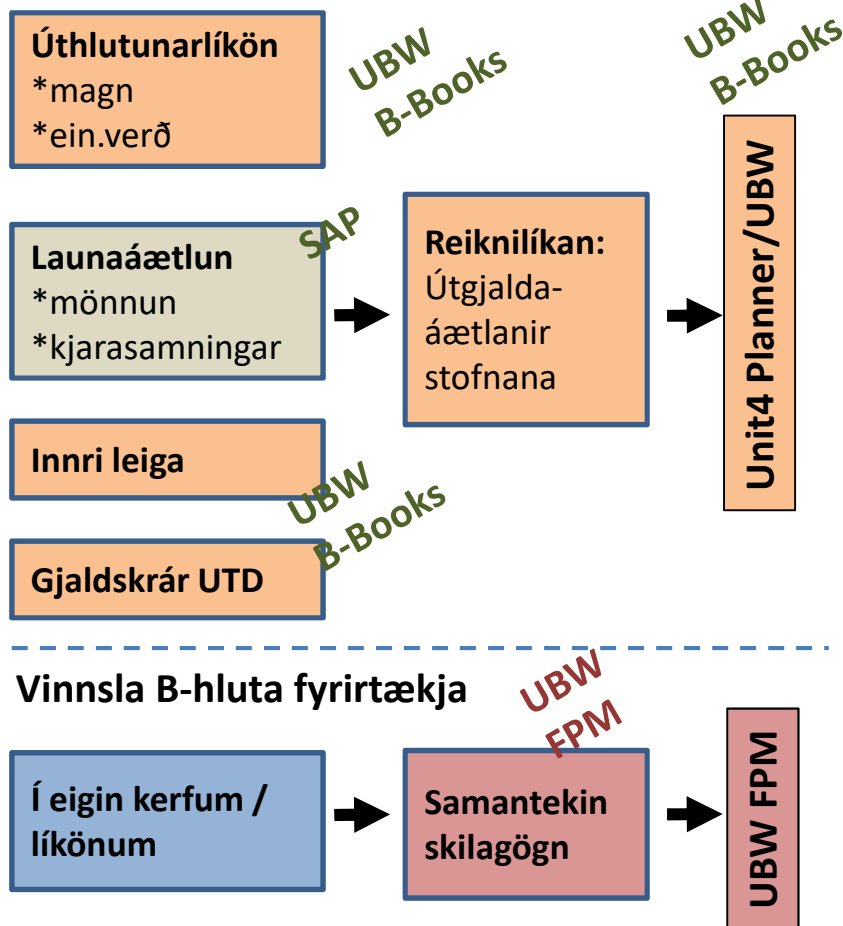 Úthlutunarlíkön
*magn
*ein.verð
UBW
B-Books
UBW
B-Books
Launaáætlun
*mönnun
*kjarasamningar
SAP
Reiknilíkan:
Útgjalda-
áætlanir
stofnana
Unit4 Planner/UBW
Innri leiga
UBW
B-Books
Gjaldskrár UTD
Vinnsla B-hluta fyrirtækja
UBW
FPM
Í eigin kerfum /
líkönum
Samantekin
skilagögn
UBW FPM